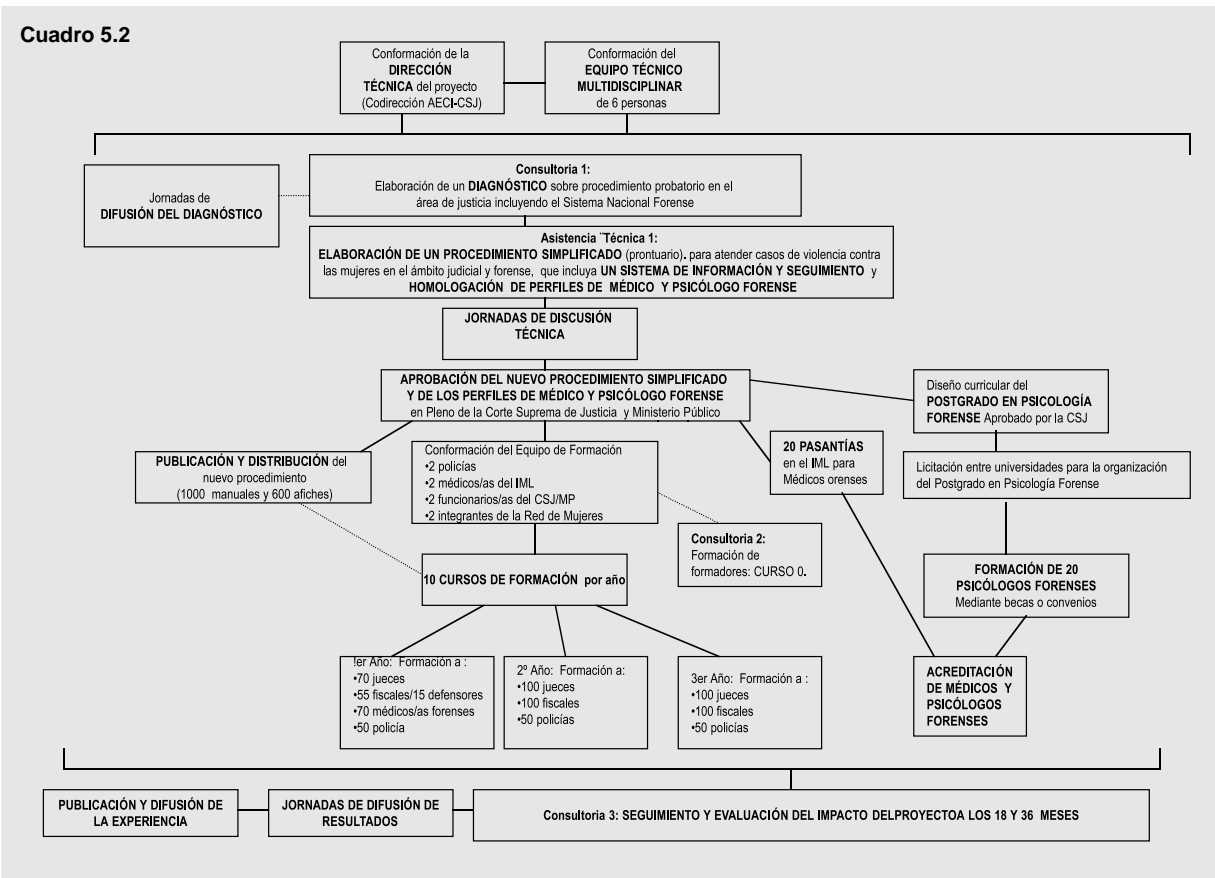 Cuadro 5.2
Conformación de la
DIRECCIÓN
TÉCNICA del proyecto
(Codirección AECI-CSJ)
Conformación del
EQUIPO TÉCNICO
MULTIDISCIPLINAR
de 6 personas
Jornadas de
DIFUSIÓN DEL DIAGNÓSTICO
Consultoria 1:
Elaboración de un DIAGNÓSTICO sobre procedimiento probatorio en el
área de justicia incluyendo el Sistema Nacional Forense
Asistencia ¨Técnica 1:
ELABORACIÓN DE UN PROCEDIMIENTO SIMPLIFICADO (prontuario). para atender casos de violencia contra
las mujeres en el ámbito judicial y forense, que incluya UN SISTEMA DE INFORMACIÓN Y SEGUIMIENTO y
HOMOLOGACIÓN DE PERFILES DE MÉDICO Y PSICÓLOGO FORENSE
JORNADAS DE DISCUSIÓN
TÉCNICA
APROBACIÓN DEL NUEVO PROCEDIMIENTO SIMPLIFICADO
Y DE LOS PERFILES DE MÉDICO Y PSICÓLOGO FORENSE
en Pleno de la Corte Suprema de Justicia y Ministerio Público
Diseño curricular del
POSTGRADO EN PSICOLOGÍA
FORENSE Aprobado por la CSJ
PUBLICACIÓN Y DISTRIBUCIÓN del
nuevo procedimiento
(1000 manuales y 600 afiches)
Conformación del Equipo de Formación
•2 policías
•2 médicos/as del IML
•2 funcionarios/as del CSJ/MP
•2 integrantes de la Red de Mujeres
20 PASANTÍAS
en el IML para
Médicos orenses
Licitación entre universidades para la organización
del Postgrado en Psicología Forense
Consultoria 2:
Formación de
formadores: CURSO 0.
10 CURSOS DE FORMACIÓN por año
FORMACIÓN DE 20
PSICÓLOGOS FORENSES
Mediante becas o convenios
!er Año: Formación a :
•70 jueces
•55 fiscales/15 defensores
•70 médicos/as forenses
•50 policía
2º Año: Formación a:
•100 jueces
•100 fiscales
•50 policías
3er Año: Formación a :
•100 jueces
•100 fiscales
•50 policías
ACREDITACIÓN
DE MÉDICOS Y
PSICÓLOGOS
FORENSES
PUBLICACIÓN Y DIFUSIÓN DE
LA EXPERIENCIA
JORNADAS DE DIFUSIÓN DE
RESULTADOS
Consultoria 3: SEGUIMIENTO Y EVALUACIÓN DEL IMPACTO DELPROYECTOA LOS 18 Y 36 MESES